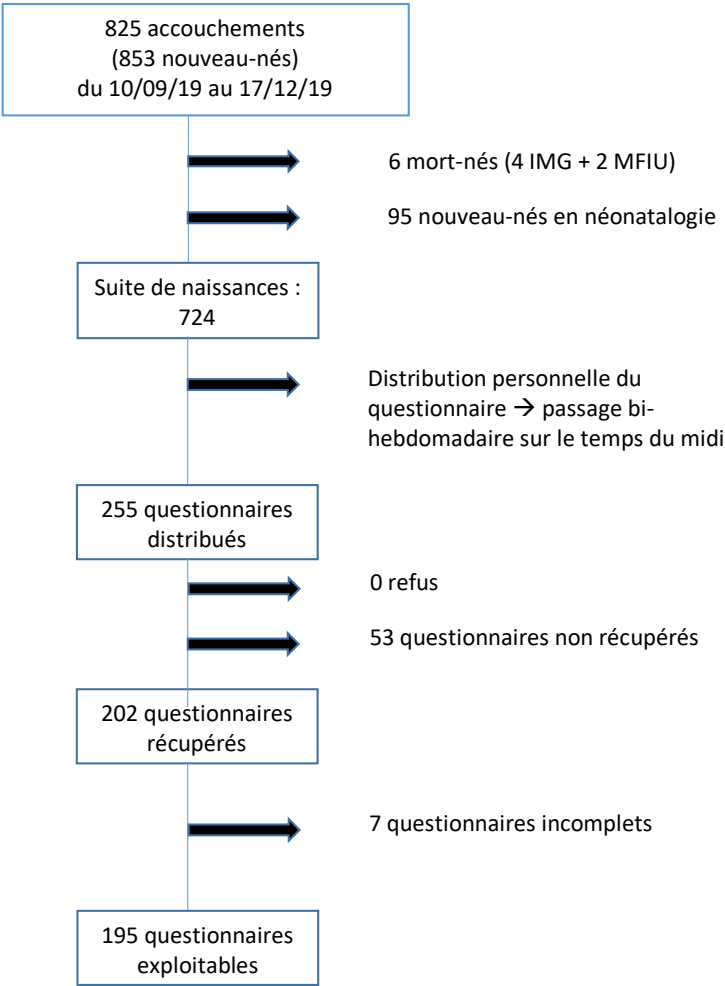 825 accouchements
(853 nouveau-nés)
du 10/09/19 au 17/12/19
6 mort-nés (4 IMG + 2 MFIU)
95 nouveau-nés en néonatalogie
Suite de naissances :
724
Distribution personnelle du
questionnaire → passage bi-
hebdomadaire sur le temps du midi
255 questionnaires
distribués
0 refus
53 questionnaires non récupérés
202 questionnaires
récupérés
7 questionnaires incomplets
195 questionnaires
exploitables